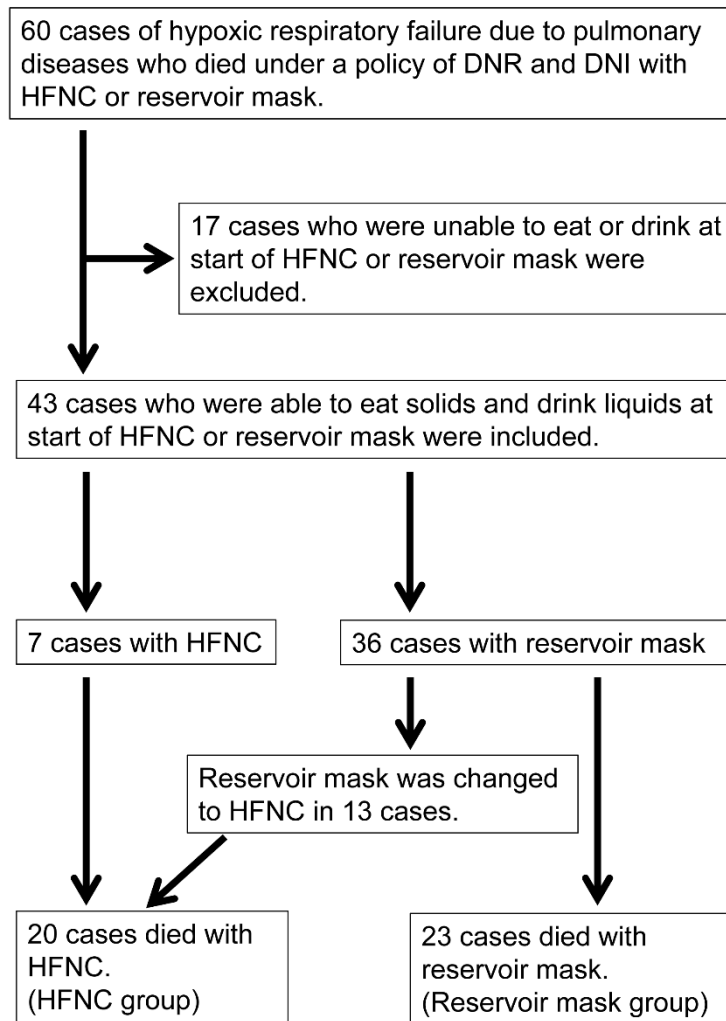 60 cases of hypoxic respiratory failure due to pulmonary
diseases who died under a policy of DNR and DNI with
HFNC or reservoir mask.
17 cases who were unable to eat or drink at
start of HFNC or reservoir mask were
excluded.
43 cases who were able to eat solids and drink liquids at
start of HFNC or reservoir mask were included.
7 cases with HFNC
36 cases with reservoir mask
Reservoir mask was changed
to HFNC in 13 cases.
20 cases died with
HFNC.
(HFNC group)
23 cases died with
reservoir mask.
(Reservoir mask group)